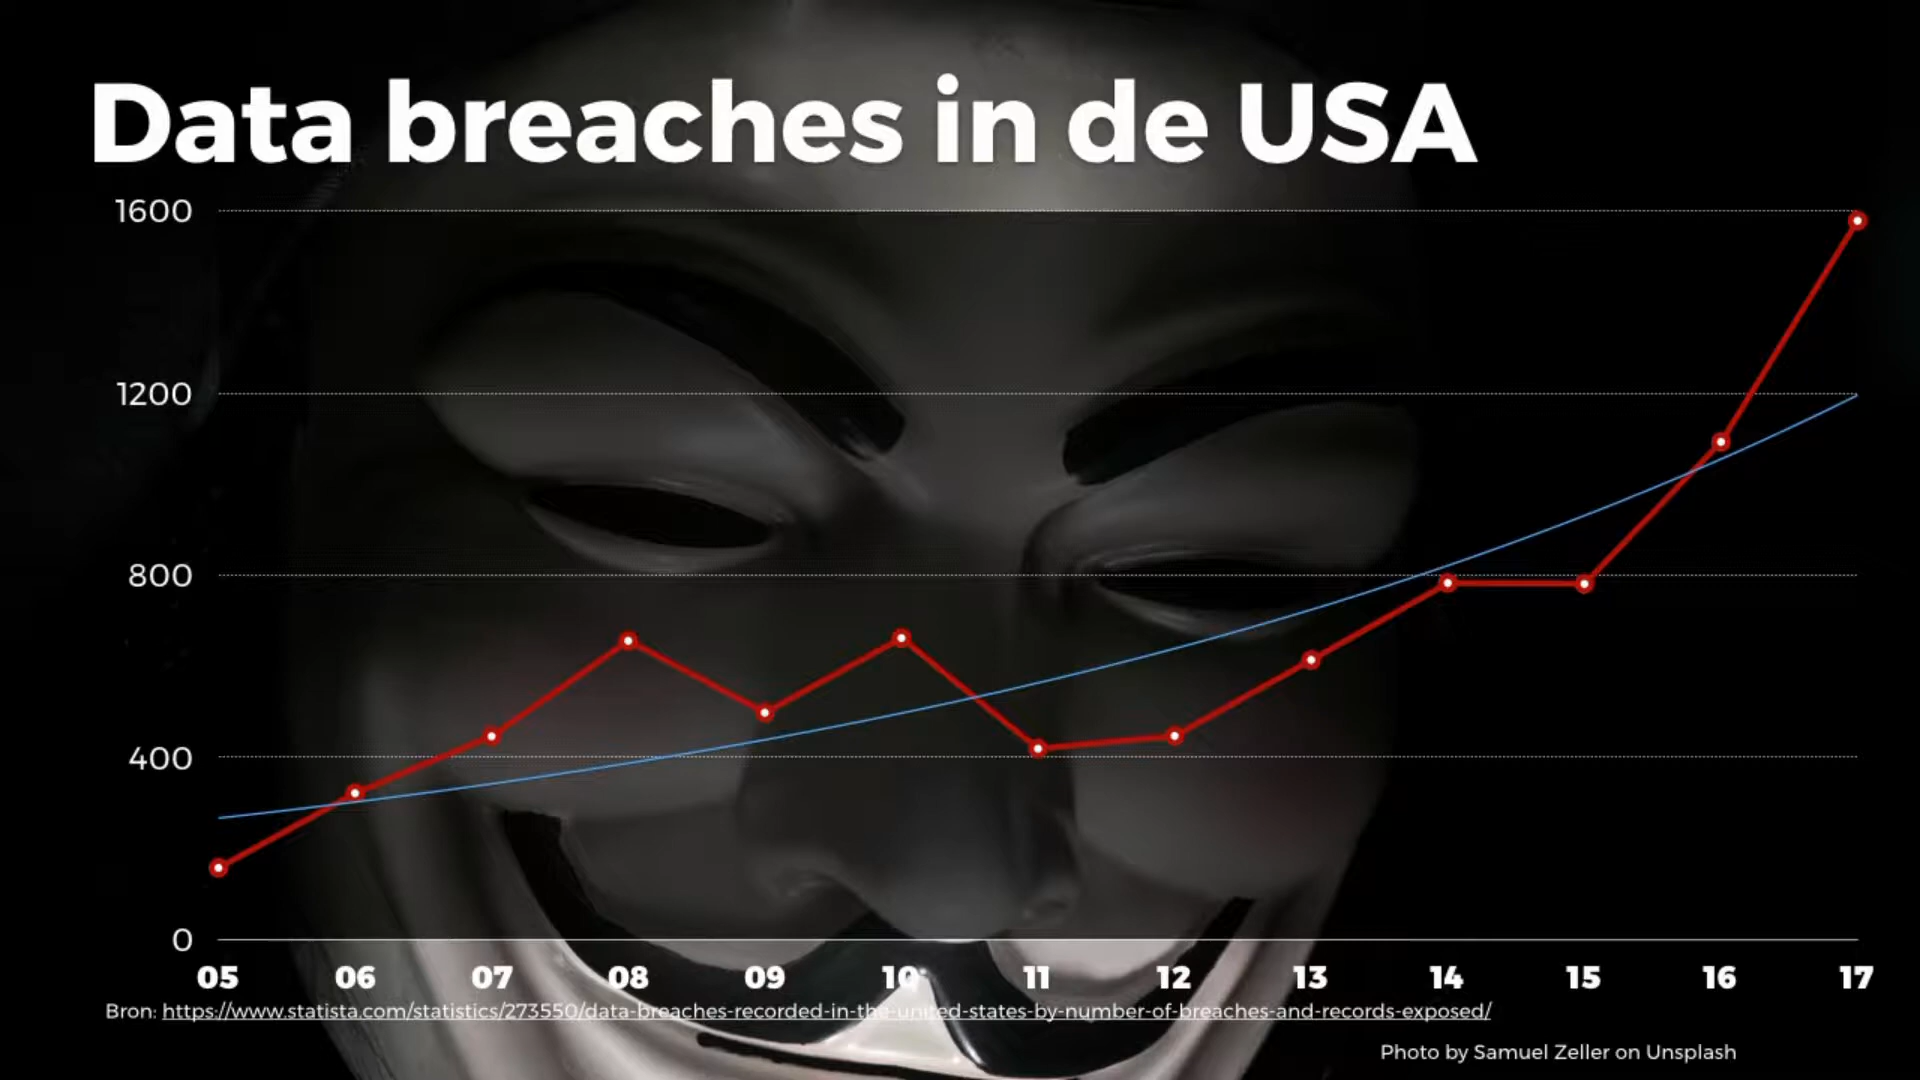 Data breaches in de USA
1600
1200
800
400
0
05 06 07 08 09 10 11 12 13 14 15 16 17
Bron: https://www.statista.com/statistics/273550/data-breaches-recorded-in-the-united-states-by-number-of-breaches-and-records-exposed/
Photo by Samuel Zeller on Unsplash